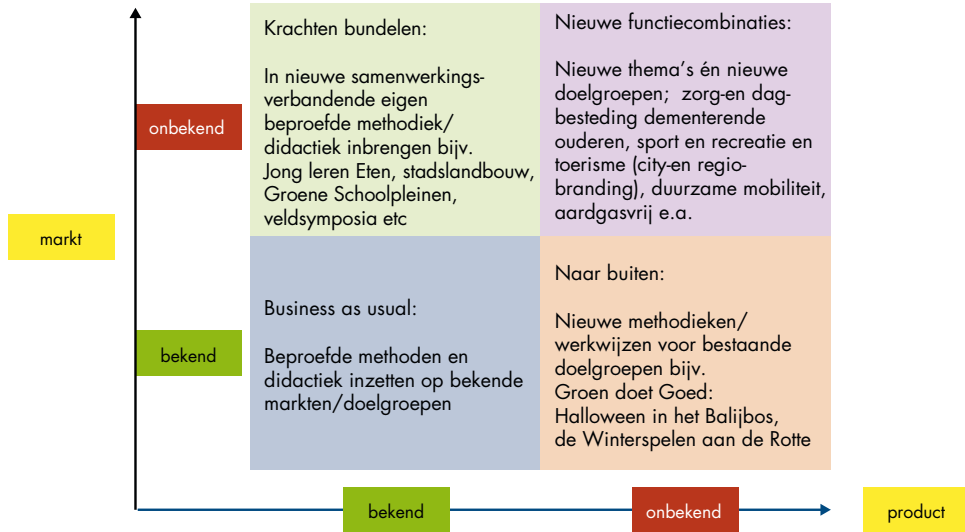 Krachten bundelen:
In nieuwe samenwerkings-
verbandende eigen
beproefde methodiek/
didactiek inbrengen bijv.
Jong leren Eten, stadslandbouw,
Groene Schoolpleinen,
veldsymposia etc
Nieuwe functiecombinaties:
Nieuwe thema’s én nieuwe
doelgroepen; zorg-en dag-
besteding dementerende
ouderen, sport en recreatie en
toerisme (city-en regio-
branding), duurzame mobiliteit,
aardgasvrij e.a.
onbekend
markt
Business as usual:
Beproefde methoden en
didactiek inzetten op bekende
markten/doelgroepen
Naar buiten:
Nieuwe methodieken/
werkwijzen voor bestaande
doelgroepen bijv.
Groen doet Goed:
Halloween in het Balijbos,
de Winterspelen aan de Rotte
bekend
bekend
onbekend
product